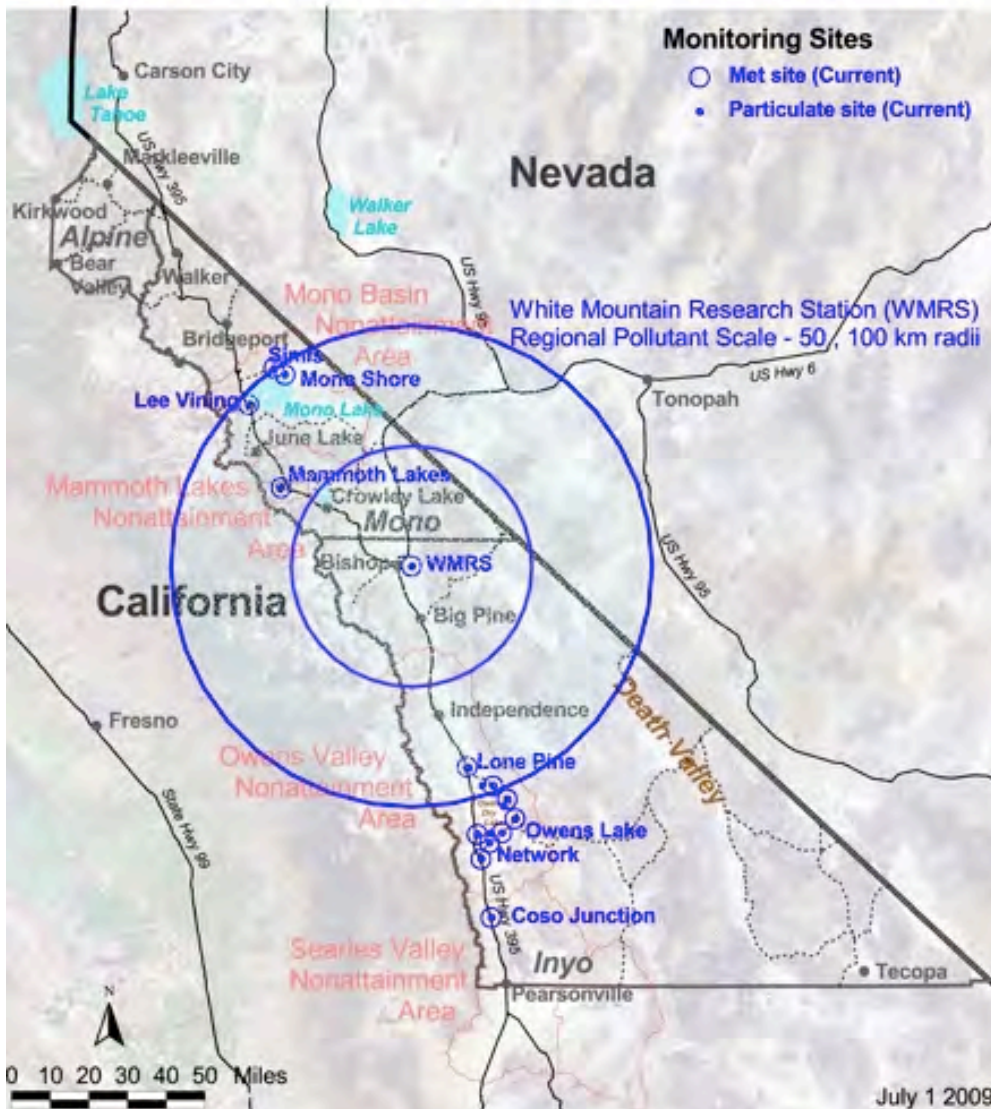 Monitoring Sites
Met site (Current)
Particulate site (Current)
Carson City
Lake
Tahoe
Markleeville
Nevada
US Hwy 395
Kirkwood
Alpine
Walker
Lake
Bear
Valley
Walker
US Hwy 95
Mono Basin
Nonattainment
Area
White Mountain Research Station (WMRS)
Regional Pollutant Scale - 50 , 100 km radii
Bridgeport
Simis
Mono Shore
US Hwy 6
Lee Vining
Mono Lake
Tonopah
June Lake
Mammoth Lakes
Mammoth Lakes
Nonattainment
Area
Crowley Lake
Mono
Bishop
WMRS
US Hwy 95
California
Big Pine
Death Valley
Fresno
Independence
Owens Valley
Nonattainment
Area
Lone Pine
State Hwy 99
Owens Lake
Network
US Hwy 395
Coso Junction
Searles Valley
Nonattainment
Area
Inyo
Tecopa
Pearsonville
N
0 10 20 30 40 50 Miles
July 1 2009